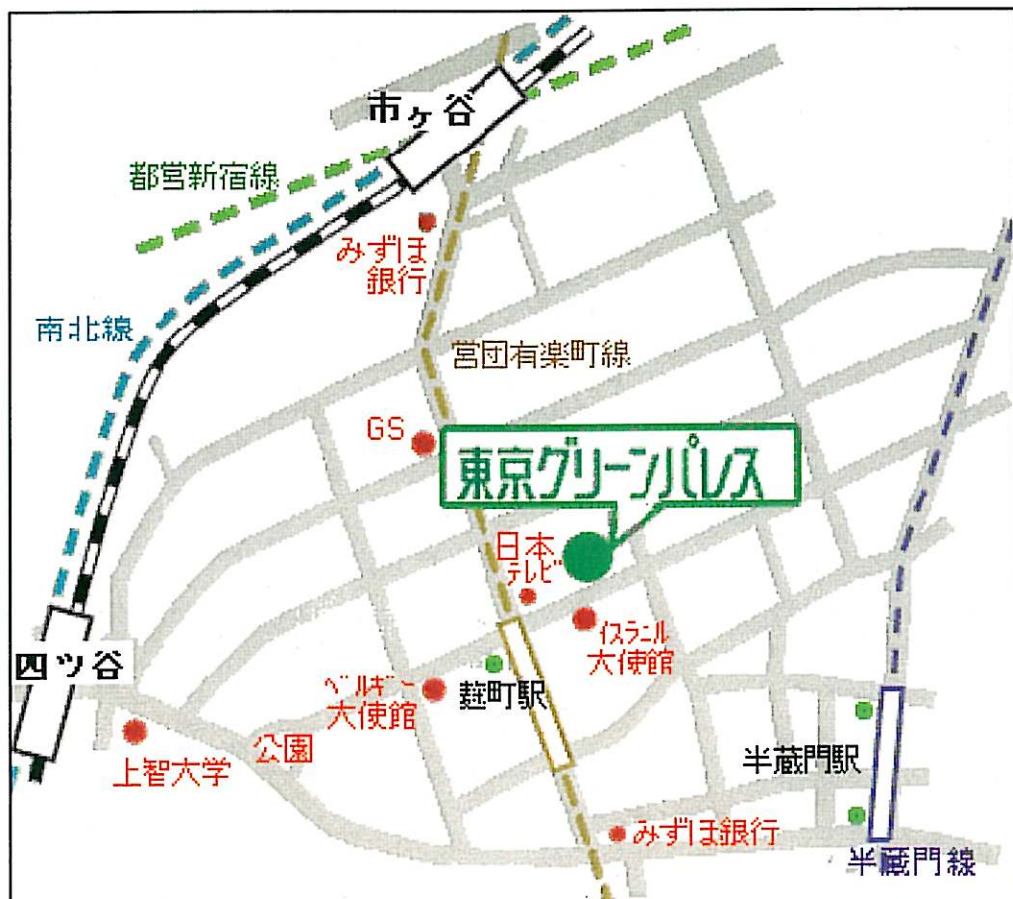 市ヶ谷
都営新宿線
みずほ
銀行
南北線
営団有楽町線
GS
東京グリーンパレス
日本
テレビ
イスラエル
大使館
四ツ谷
ベルギー
大使館
麹町駅
公園
上智大学
半蔵門駅
みずほ銀行
半蔵門線